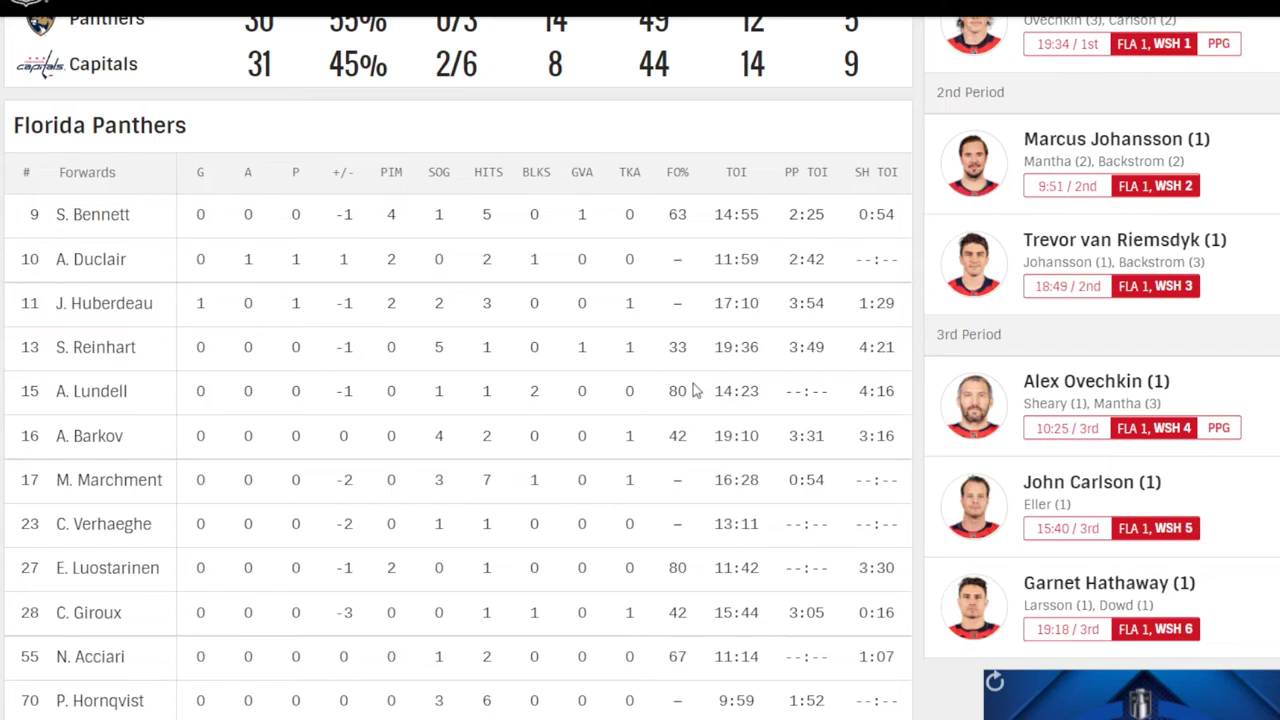 Panthers 30 55% 0/3 14 49 12 5
capitals. Capitals 31 45% 2/6 8 44 14 9
Florida Panthers
# Forwards G A P +/- PIM SOG HITS BLKS GVA TKA FO% TOI PP TOI SH TOI
9 S. Bennett 0 0 0 -1 4 1 5 0 1 0 63 14:55 2:25 0:54
10 A. Duclair 0 1 1 1 2 0 2 1 0 0 – 11:59 2:42 --:--
11 J. Huberdeau 1 0 1 -1 2 2 3 0 0 1 – 17:10 3:54 1:29
13 S. Reinhart 0 0 0 -1 0 5 1 0 1 1 33 19:36 3:49 4:21
15 A. Lundell 0 0 0 -1 0 1 1 2 0 0 80 14:23 --:-- 4:16
16 A. Barkov 0 0 0 0 0 4 2 0 0 1 42 19:10 3:31 3:16
17 M. Marchment 0 0 0 -2 0 3 7 1 0 1 – 16:28 0:54 --:--
23 C. Verhaeghe 0 0 0 -2 0 1 1 0 0 0 – 13:11 --:-- --:--
27 E. Luostarinen 0 0 0 -1 2 0 1 0 0 0 80 11:42 --:-- 3:30
28 C. Giroux 0 0 0 -3 0 0 1 1 0 1 42 15:44 3:05 0:16
55 N. Acciari 0 0 0 0 0 1 2 0 0 0 67 11:14 --:-- 1:07
70 P. Hornqvist 0 0 0 0 0 3 6 0 0 0 – 9:59 1:52 --:--
Ovechkin (3), Carlson (2)
19:34 / 1st FLA 1, WSH 1 PPG
2nd Period
Marcus Johansson (1)
Mantha (2), Backstrom (2)
9:51 / 2nd FLA 1, WSH 2
Trevor van Riemsdyk (1)
Johansson (1), Backstrom (3)
18:49 / 2nd FLA 1, WSH 3
3rd Period
Alex Ovechkin (1)
Sheary (1), Mantha (3)
10:25 / 3rd FLA 1, WSH 4 PPG
John Carlson (1)
Eller (1)
15:40 / 3rd FLA 1, WSH 5
Garnet Hathaway (1)
Larsson (1), Dowd (1)
19:18 / 3rd FLA 1, WSH 6